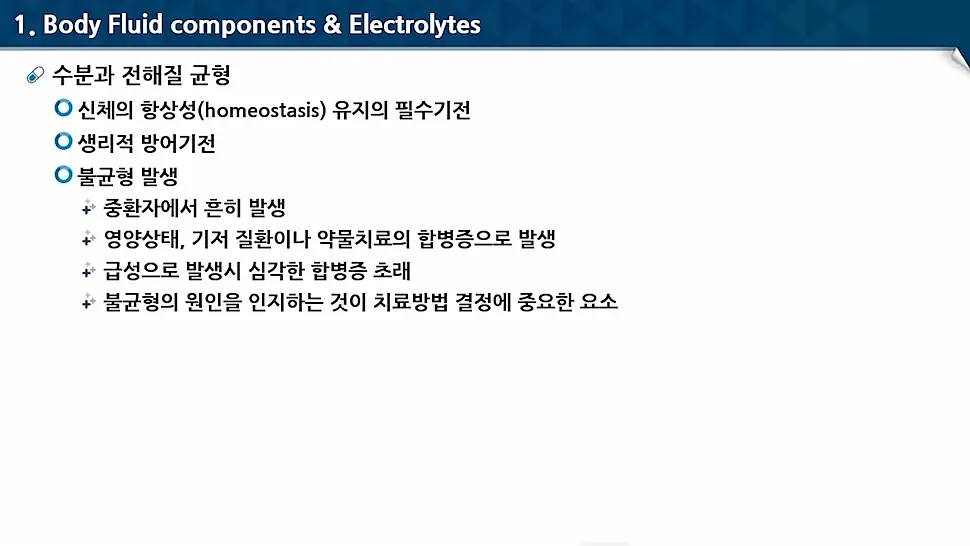 1. Body Fluid components & Electrolytes
수분과 전해질 균형
신체의 항상성(homeostasis) 유지의 필수기전
생리적 방어기전
불균형 발생
중환자에서 흔히 발생
영양상태, 기저 질환이나 약물치료의 합병증으로 발생
급성으로 발생시 심각한 합병증 초래
불균형의 원인을 인지하는 것이 치료방법 결정에 중요한 요소